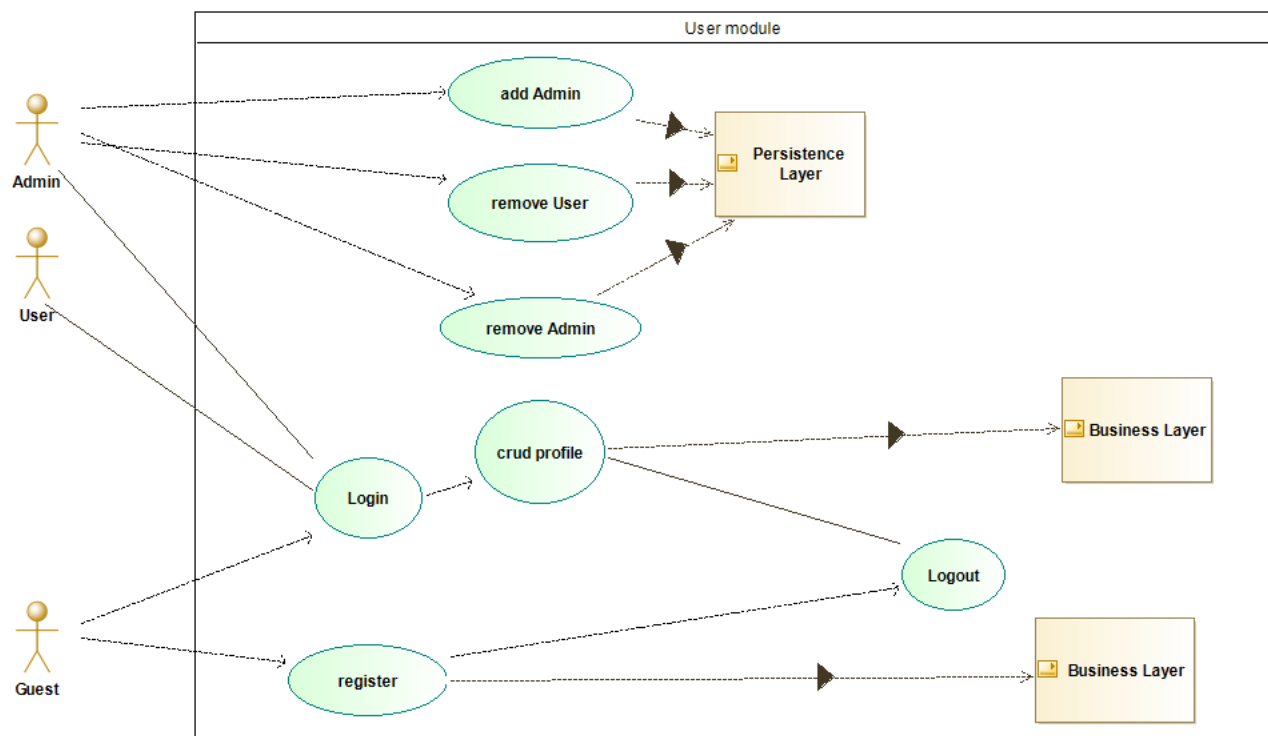 User module
add Admin
Persistence
Layer
Admin
remove User
User
remove Admin
Business Layer
crud profile
Login
Logout
Guest
register
Business Layer